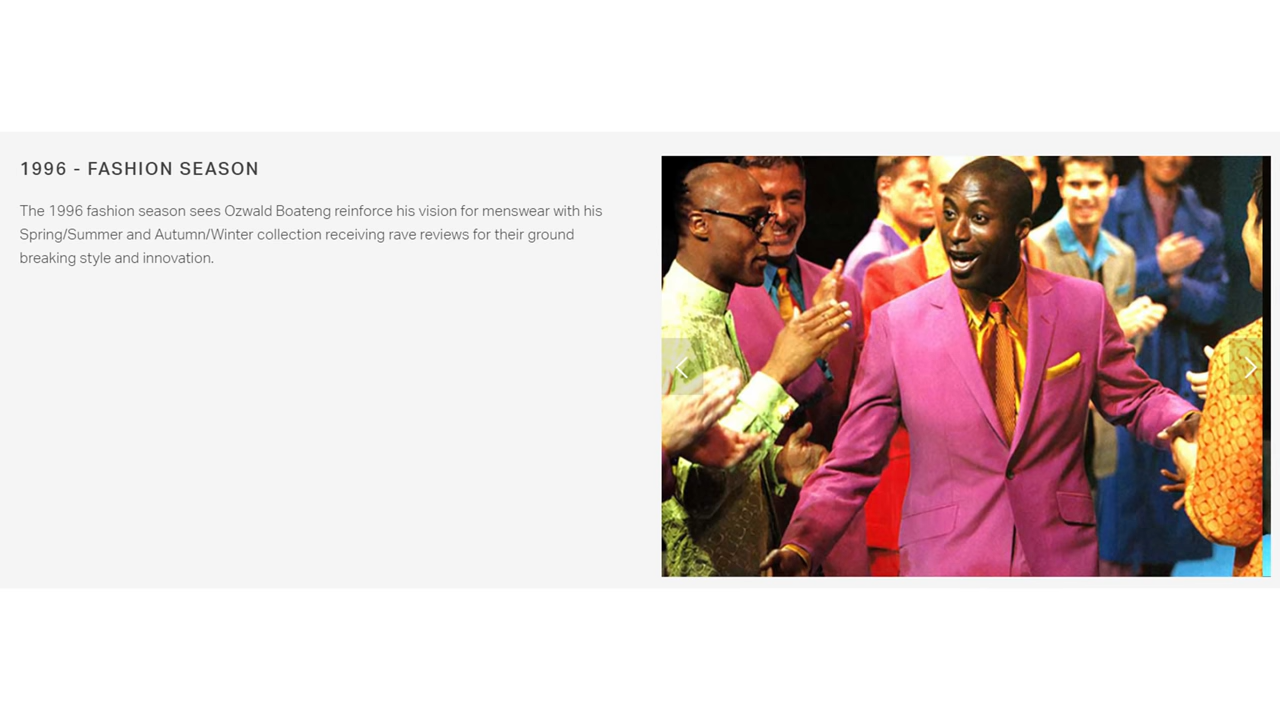 1996 - FASHION SEASON
The 1996 fashion season sees Ozwald Boateng reinforce his vision for menswear with his
Spring/Summer and Autumn/Winter collection receiving rave reviews for their ground
breaking style and innovation.